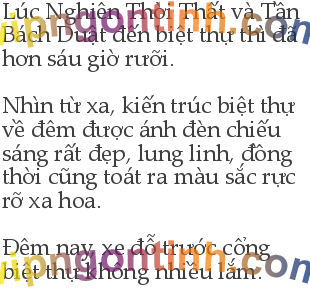 Lúc Nghiên Thời Thất và Tần
Bách Duật đến biệt thự thì đã
hơn sáu giờ rưỡi.
Nhìn từ xa, kiến trúc biệt thự
về đêm được ánh đèn chiếu
sáng rất đẹp, lung linh, đồng
thời cũng toát ra màu sắc rực
rỡ xa hoa.
Đêm nay, xe đỗ trước cổng
biệt thự không nhiều lắm.
vipngontinh.com
vipngontinh.com